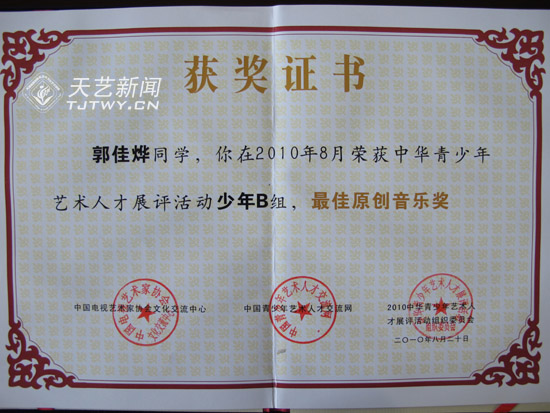 天艺新闻
TJTWY.CN
获奖证书
郭佳烨同学，你在2010年8月荣获中华青少年
艺术人才展评活动少年B组，最佳原创音乐奖
中国电视艺术家协会文化交流中心
中国青少年艺术人才交流网
2010中华青少年艺术人
才展评活动组织委员会
二〇一〇年八月二十日